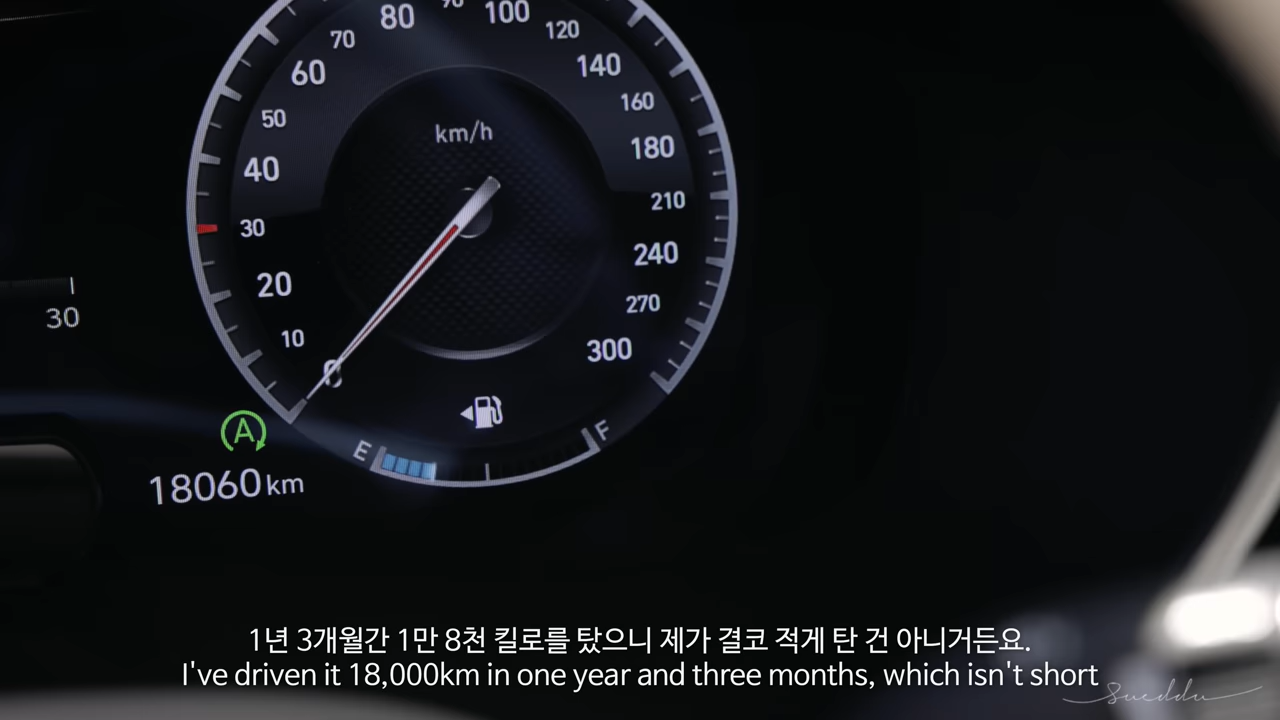 80
90
100
70
120
60
140
50
160
km/h
40
180
30
210
20
240
30
270
10
300
0
A
E
F
18060 km
1년 3개월간 1만 8천 킬로를 탔으니 제가 결코 적게 탄 건 아니거든요.
I've driven it 18,000km in one year and three months, which isn't short
Sueddu